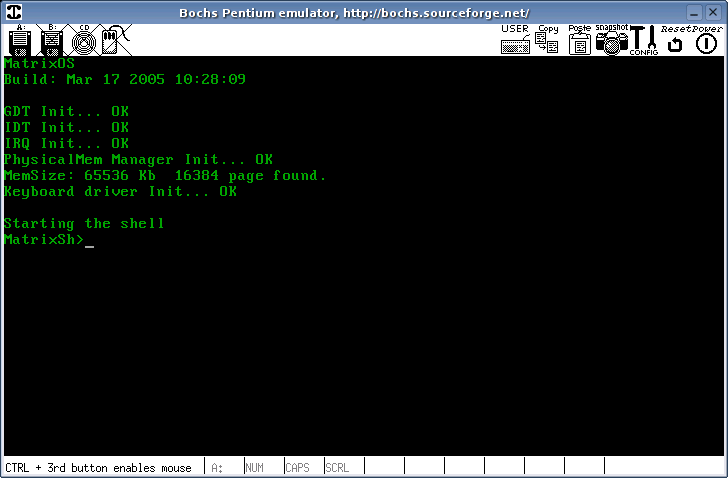 Bochs Pentium emulator, http://bochs.sourceforge.net/
A: B: CD USER Copy Paste snapshot CONFIG Reset Power
MatrixOS
Build: Mar 17 2005 10:28:09
GDT Init... OK
IDT Init... OK
IRQ Init... OK
PhysicalMem Manager Init... OK
MemSize: 65536 Kb  16384 page found.
Keyboard driver Init... OK
Starting the shell
MatrixSh>_
CTRL + 3rd button enables mouse A: NUM CAPS SCRL